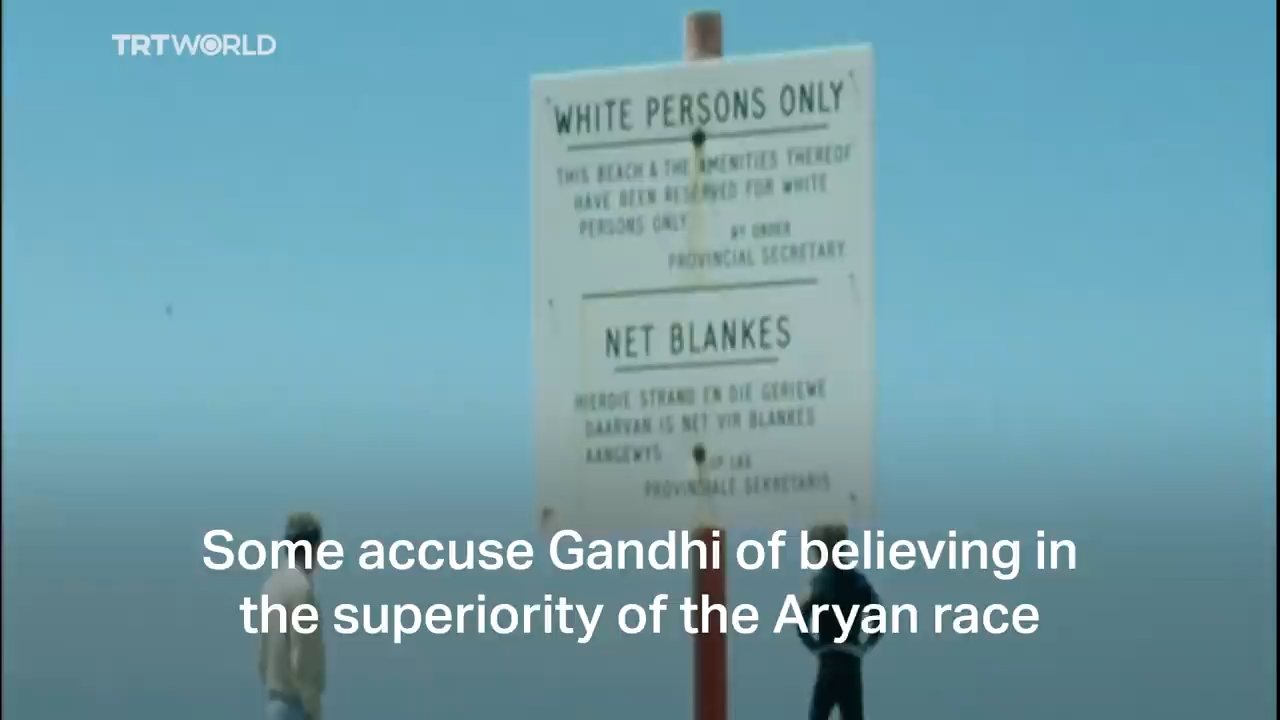 TRT WORLD
WHITE PERSONS ONLY
THIS BEACH & THE AMENITIES THEREOF
HAVE BEEN RESERVED FOR WHITE
PERSONS ONLY
BY ORDER
PROVINCIAL SECRETARY
NET BLANKES
HIERDIE STRAND EN DIE GERIEWE
DAARVAN IS NET VIR BLANKES
AANGEWYS
OP LAS
PROVINSIALE SEKRETARIS
Some accuse Gandhi of believing in
the superiority of the Aryan race